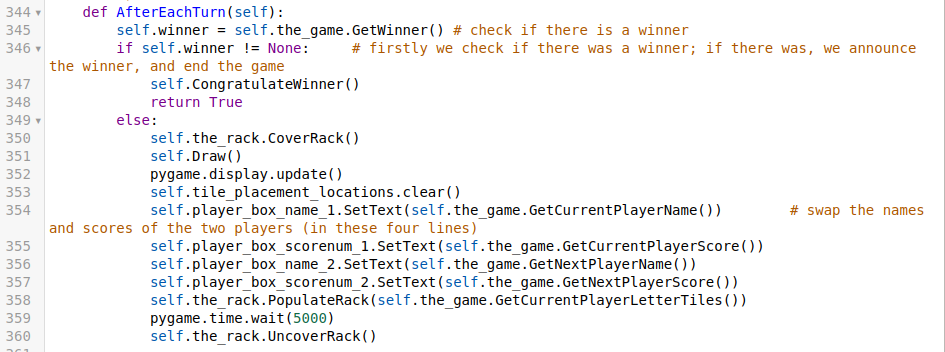 344 def AfterEachTurn(self):
345 self.winner = self.the_game.GetWinner() # check if there is a winner
346 if self.winner != None:     # firstly we check if there was a winner; if there was, we announce
the winner, and end the game
347 self.CongratulateWinner()
348 return True
349 else:
350 self.the_rack.CoverRack()
351 self.Draw()
352 pygame.display.update()
353 self.tile_placement_locations.clear()
354 self.player_box_name_1.SetText(self.the_game.GetCurrentPlayerName())        # swap the names
and scores of the two players (in these four lines)
355 self.player_box_scorenum_1.SetText(self.the_game.GetCurrentPlayerScore())
356 self.player_box_name_2.SetText(self.the_game.GetNextPlayerName())
357 self.player_box_scorenum_2.SetText(self.the_game.GetNextPlayerScore())
358 self.the_rack.PopulateRack(self.the_game.GetCurrentPlayerLetterTiles())
359 pygame.time.wait(5000)
360 self.the_rack.UncoverRack()